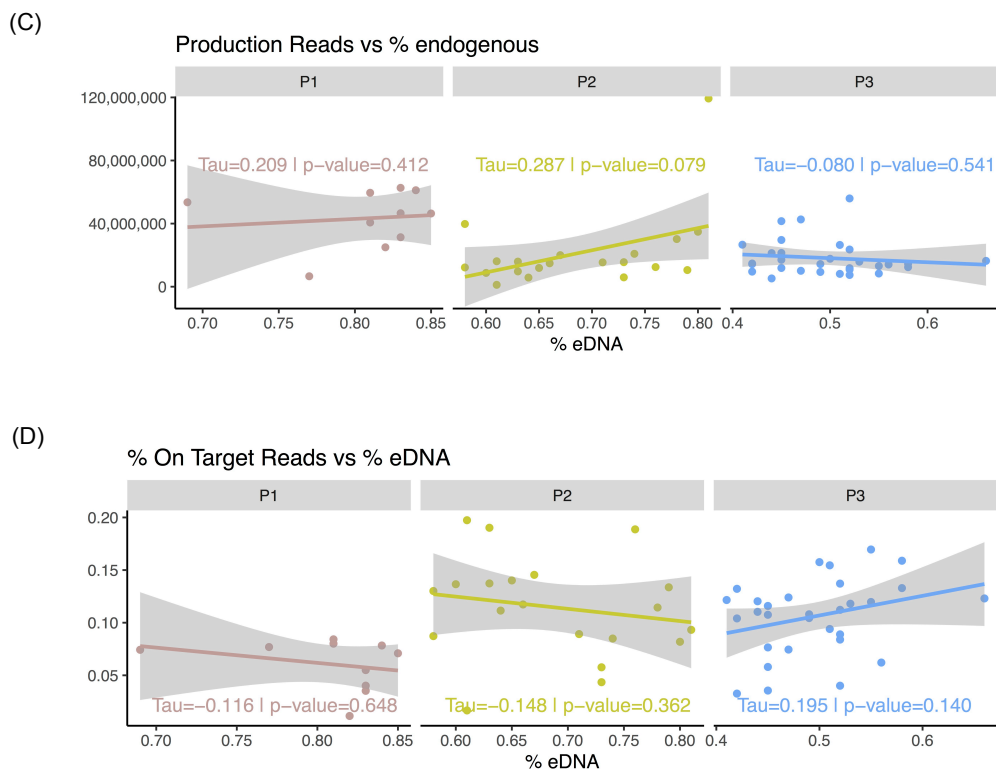 (C)
Production Reads vs % endogenous
P1 P2 P3
120,000,000
80,000,000
40,000,000
0
Tau=0.209 | p−value=0.412 Tau=0.287 | p−value=0.079 Tau=−0.080 | p−value=0.541
0.70 0.75 0.80 0.85 0.60 0.65 0.70 0.75 0.80 0.4 0.5 0.6
% eDNA
(D)
% On Target Reads vs % eDNA
P1 P2 P3
0.20
0.15
0.10
0.05
Tau=−0.116 | p−value=0.648 Tau=−0.148 | p−value=0.362 Tau=0.195 | p−value=0.140
0.70 0.75 0.80 0.85 0.60 0.65 0.70 0.75 0.80 0.4 0.5 0.6
% eDNA